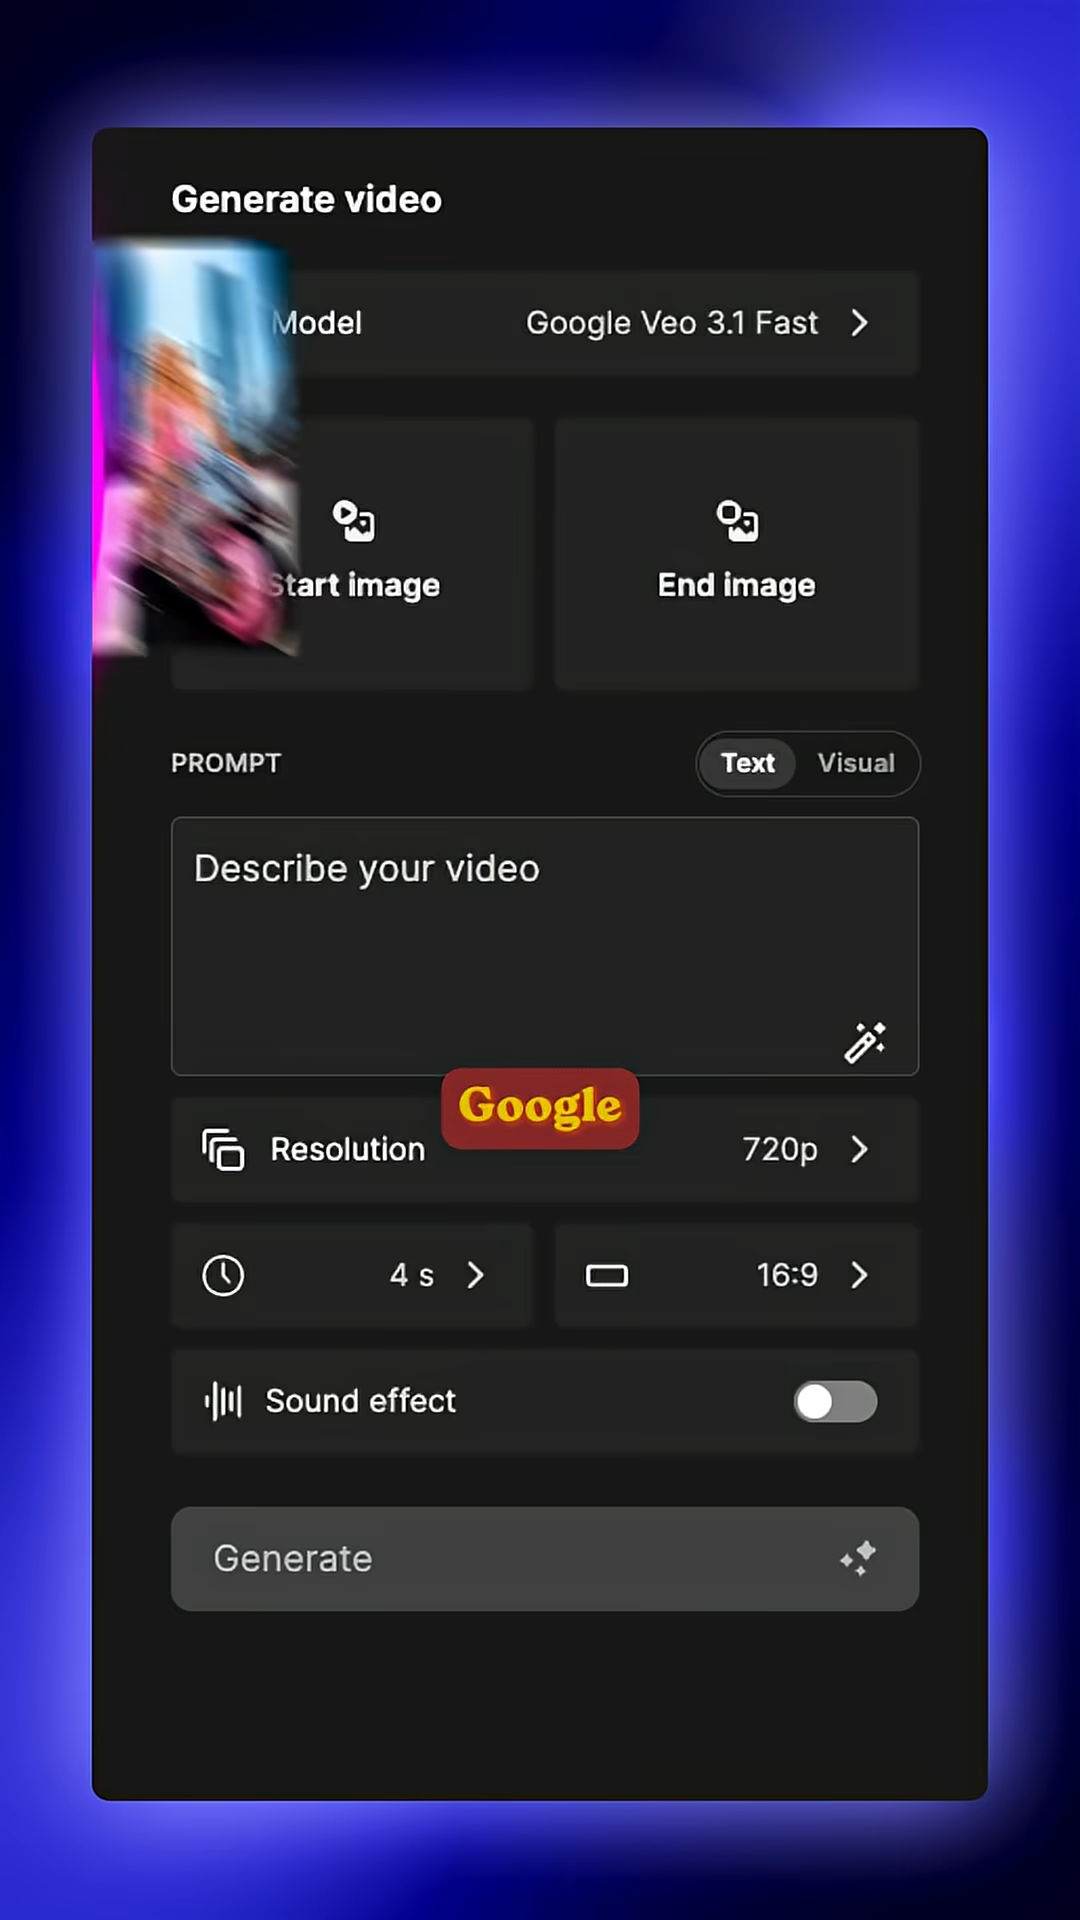 Generate video
Model Google Veo 3.1 Fast
Start image
End image
PROMPT Text Visual
Describe your video
Google
Resolution 720p
4 s 16:9
Sound effect
Generate